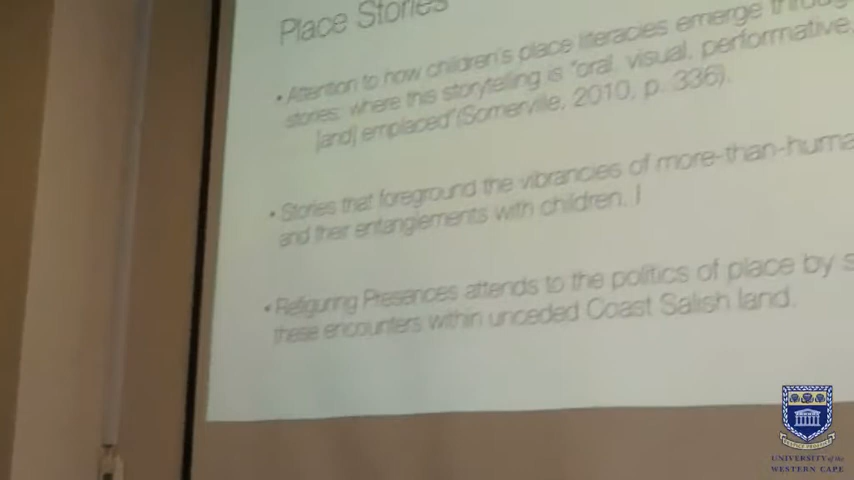 Place Stories
• Attention to how children's place literacies emerge through
stories; where this storytelling is "oral, visual, performative,
[and] emplaced"(Somerville, 2010, p. 336).
• Stories that foreground the vibrancies of more-than-huma
and their entanglements with children. I
• Refiguring Presences attends to the politics of place by s
these encounters within unceded Coast Salish land.
UNIVERSITY of the
WESTERN CAPE